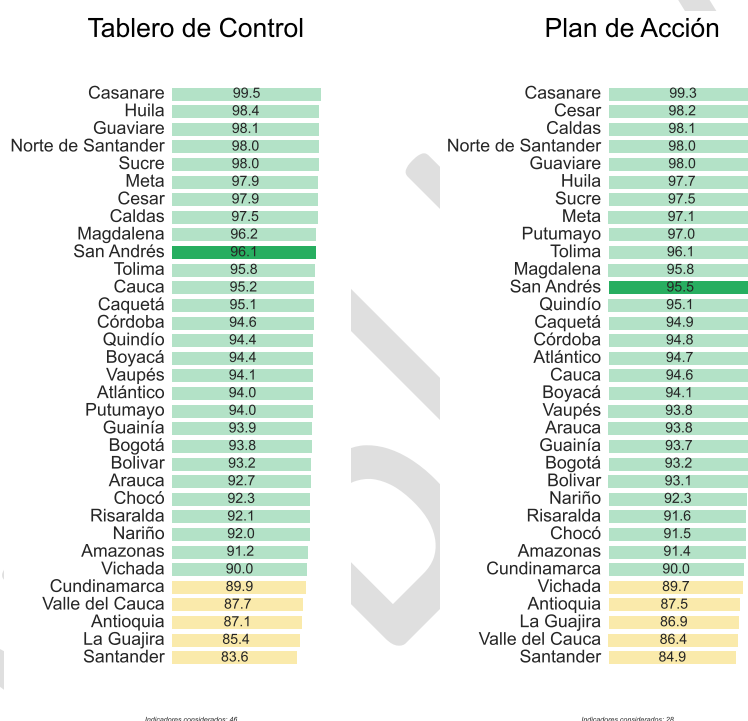 Tablero de Control
Casanare 99.5
Huila 98.4
Guaviare 98.1
Norte de Santander 98.0
Sucre 98.0
Meta 97.9
Cesar 97.9
Caldas 97.5
Magdalena 96.2
San Andrés 96.1
Tolima 95.8
Cauca 95.2
Caquetá 95.1
Córdoba 94.6
Quindío 94.4
Boyacá 94.4
Vaupés 94.1
Atlántico 94.0
Putumayo 94.0
Guainía 93.9
Bogotá 93.8
Bolivar 93.2
Arauca 92.7
Chocó 92.3
Risaralda 92.1
Nariño 92.0
Amazonas 91.2
Vichada 90.0
Cundinamarca 89.9
Valle del Cauca 87.7
Antioquia 87.1
La Guajira 85.4
Santander 83.6
Indicadores considerados: 46
Plan de Acción
Casanare 99.3
Cesar 98.2
Caldas 98.1
Norte de Santander 98.0
Guaviare 98.0
Huila 97.7
Sucre 97.5
Meta 97.1
Putumayo 97.0
Tolima 96.1
Magdalena 95.8
San Andrés 95.5
Quindío 95.1
Caquetá 94.9
Córdoba 94.8
Atlántico 94.7
Cauca 94.6
Boyacá 94.1
Vaupés 93.8
Arauca 93.8
Guainía 93.7
Bogotá 93.2
Bolivar 93.1
Nariño 92.3
Risaralda 91.6
Chocó 91.5
Amazonas 91.4
Cundinamarca 90.0
Vichada 89.7
Antioquia 87.5
La Guajira 86.9
Valle del Cauca 86.4
Santander 84.9
Indicadores considerados: 28